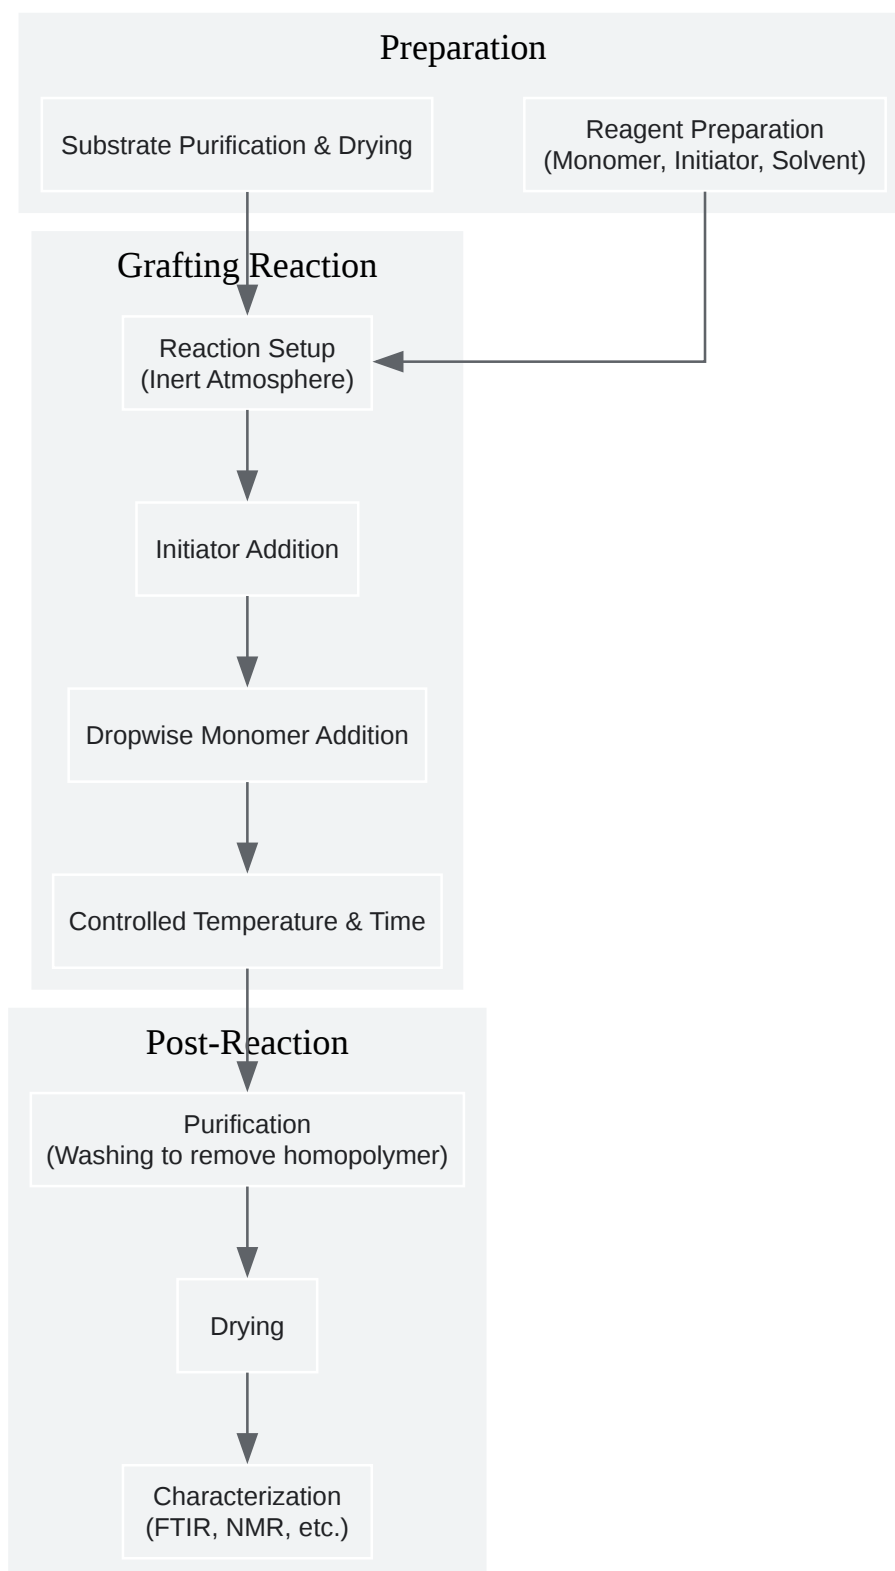 Preparation
Substrate Purification & Drying
Reagent Preparation
(Monomer, Initiator, Solvent)
Grafting Reaction
Reaction Setup
(Inert Atmosphere)
Initiator Addition
Dropwise Monomer Addition
Controlled Temperature & Time
Post-Reaction
Purification
(Washing to remove homopolymer)
Drying
Characterization
(FTIR, NMR, etc.)